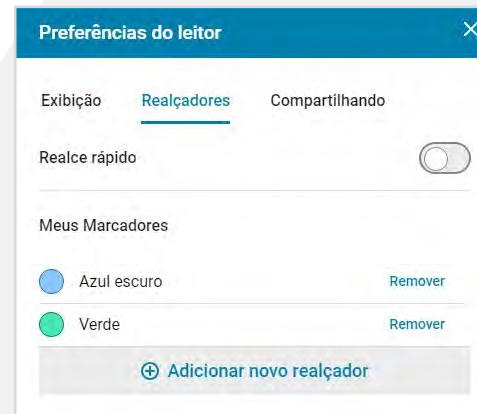 Preferências do leitor
Exibição Realçadores Compartilhando
Realce rápido
Meus Marcadores
Azul escuro Remover
Verde Remover
Adicionar novo realçador